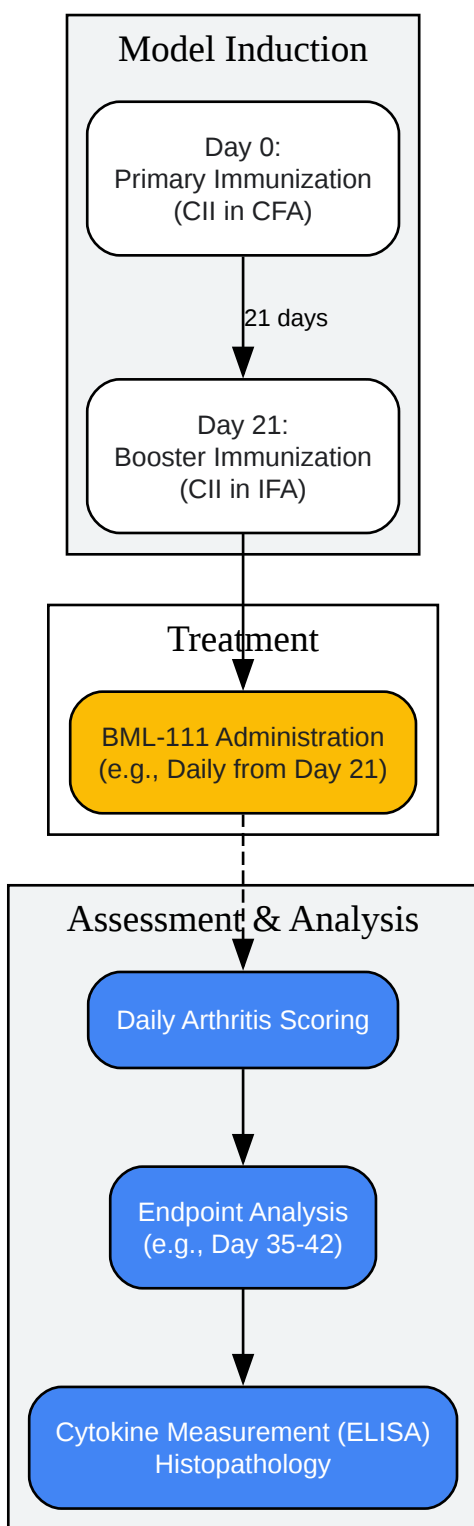 Model Induction
Day 0:
Primary Immunization
(CII in CFA)
21 days
Day 21:
Booster Immunization
(CII in IFA)
Treatment
BML-111 Administration
(e.g., Daily from Day 21)
Assessment & Analysis
Daily Arthritis Scoring
Endpoint Analysis
(e.g., Day 35-42)
Cytokine Measurement (ELISA)
Histopathology